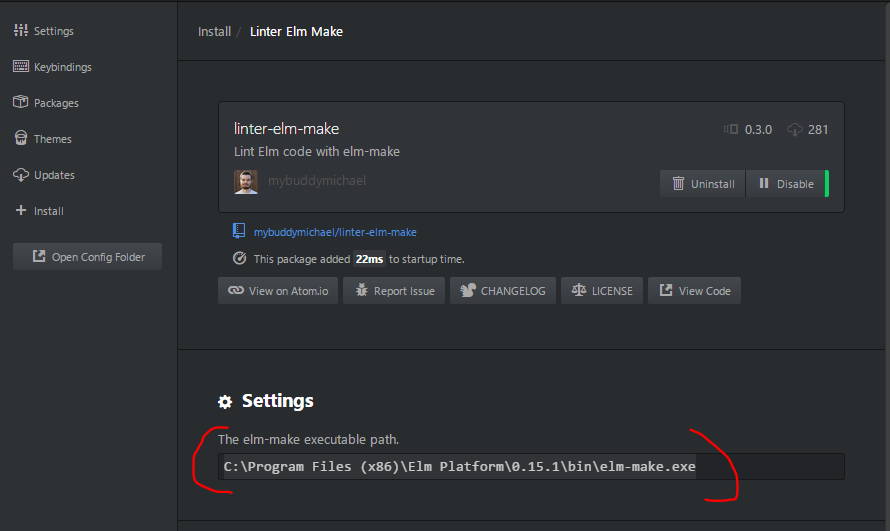 Settings
Keybindings
Packages
Themes
Updates
Install
Open Config Folder
Install / Linter Elm Make
linter-elm-make
0.3.0 281
Lint Elm code with elm-make
mybuddymichael
Uninstall Disable
mybuddymichael/linter-elm-make
This package added 22ms to startup time.
View on Atom.io Report Issue CHANGELOG LICENSE View Code
Settings
The elm-make executable path.
C:\Program Files (x86)\Elm Platform\0.15.1\bin\elm-make.exe